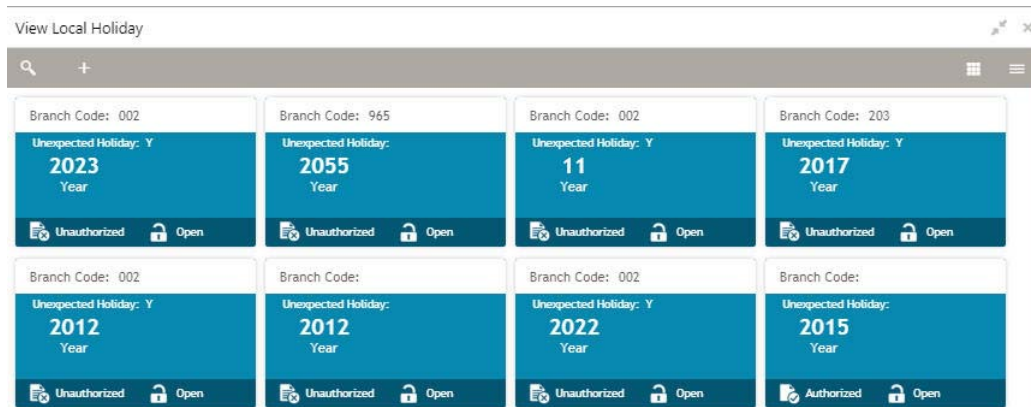 View Local Holiday
Branch Code: 002
Unexpected Holiday: Y
2023
Year
Unauthorized Open
Branch Code: 965
Unexpected Holiday:
2055
Year
Unauthorized Open
Branch Code: 002
Unexpected Holiday: Y
11
Year
Unauthorized Open
Branch Code: 203
Unexpected Holiday: Y
2017
Year
Unauthorized Open
Branch Code: 002
Unexpected Holiday: Y
2012
Year
Unauthorized Open
Branch Code:
Unexpected Holiday:
2012
Year
Unauthorized Open
Branch Code: 002
Unexpected Holiday: Y
2022
Year
Unauthorized Open
Branch Code:
Unexpected Holiday:
2015
Year
Authorized Open